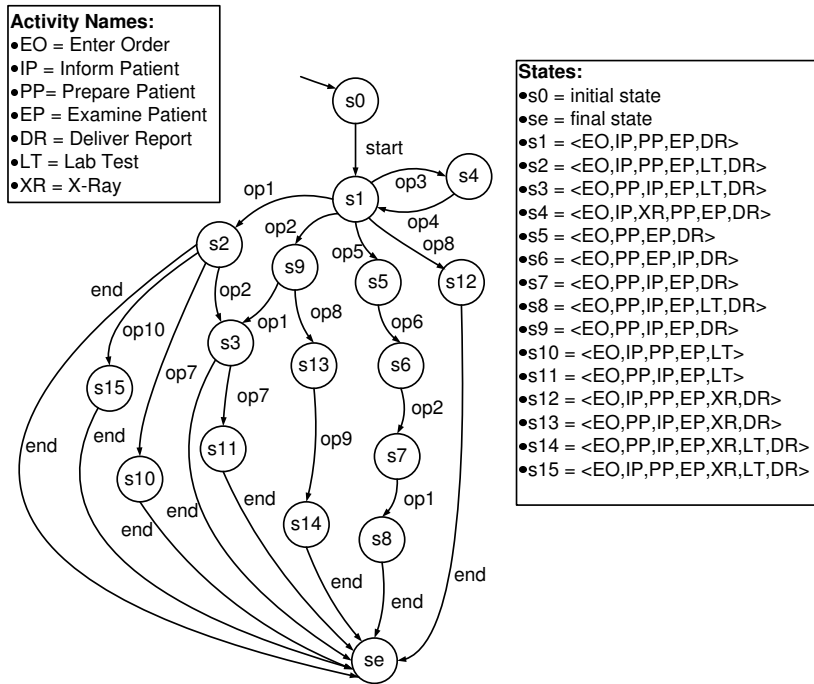 Activity Names:
•EO = Enter Order
•IP = Inform Patient
•PP= Prepare Patient
•EP = Examine Patient
•DR = Deliver Report
•LT = Lab Test
•XR = X-Ray
s0
start
s1
op3
s4
op4
op1
s2
op2
s9
op5
s5
op8
s12
end
op10
op7
op2
s3
op1
op8
s13
op6
s6
s15
end
op7
s11
op9
op2
s7
end
s10
end
end
s14
op1
s8
end
end
end
se
States:
•s0 = initial state
•se = final state
•s1 = <EO,IP,PP,EP,DR>
•s2 = <EO,IP,PP,EP,LT,DR>
•s3 = <EO,PP,IP,EP,LT,DR>
•s4 = <EO,IP,XR,PP,EP,DR>
•s5 = <EO,PP,EP,DR>
•s6 = <EO,PP,EP,IP,DR>
•s7 = <EO,PP,IP,EP,DR>
•s8 = <EO,PP,IP,EP,LT,DR>
•s9 = <EO,PP,IP,EP,DR>
•s10 = <EO,IP,PP,EP,LT>
•s11 = <EO,PP,IP,EP,LT>
•s12 = <EO,IP,PP,EP,XR,DR>
•s13 = <EO,PP,IP,EP,XR,DR>
•s14 = <EO,PP,IP,EP,XR,LT,DR>
•s15 = <EO,IP,PP,EP,XR,LT,DR>